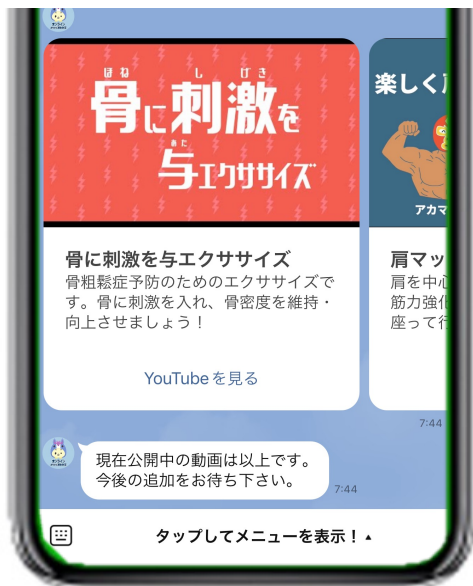 ほね しげき
骨に刺激を
あた
与エクササイズ
骨に刺激を与エクササイズ
骨粗鬆症予防のためのエクササイズで
す。骨に刺激を入れ、骨密度を維持・
向上させましょう！
YouTubeを見る
楽しく
アカマ
肩マッ
肩を中心
筋力強化
座って行
7:44
現在公開中の動画は以上です。
今後の追加をお待ち下さい。
7:44
タップしてメニューを表示！▲